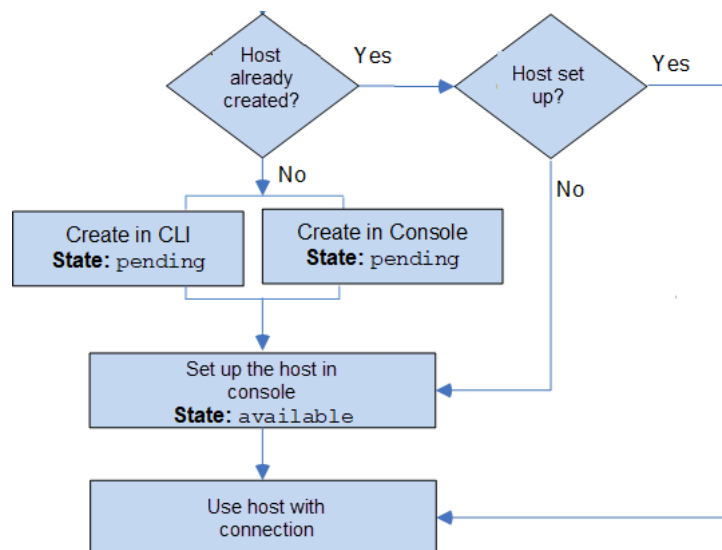 Host
already
created?
Yes
Host set
up?
Yes
No
No
Create in CLI
State: pending
Create in Console
State: pending
Set up the host in
console
State: available
Use host with
connection